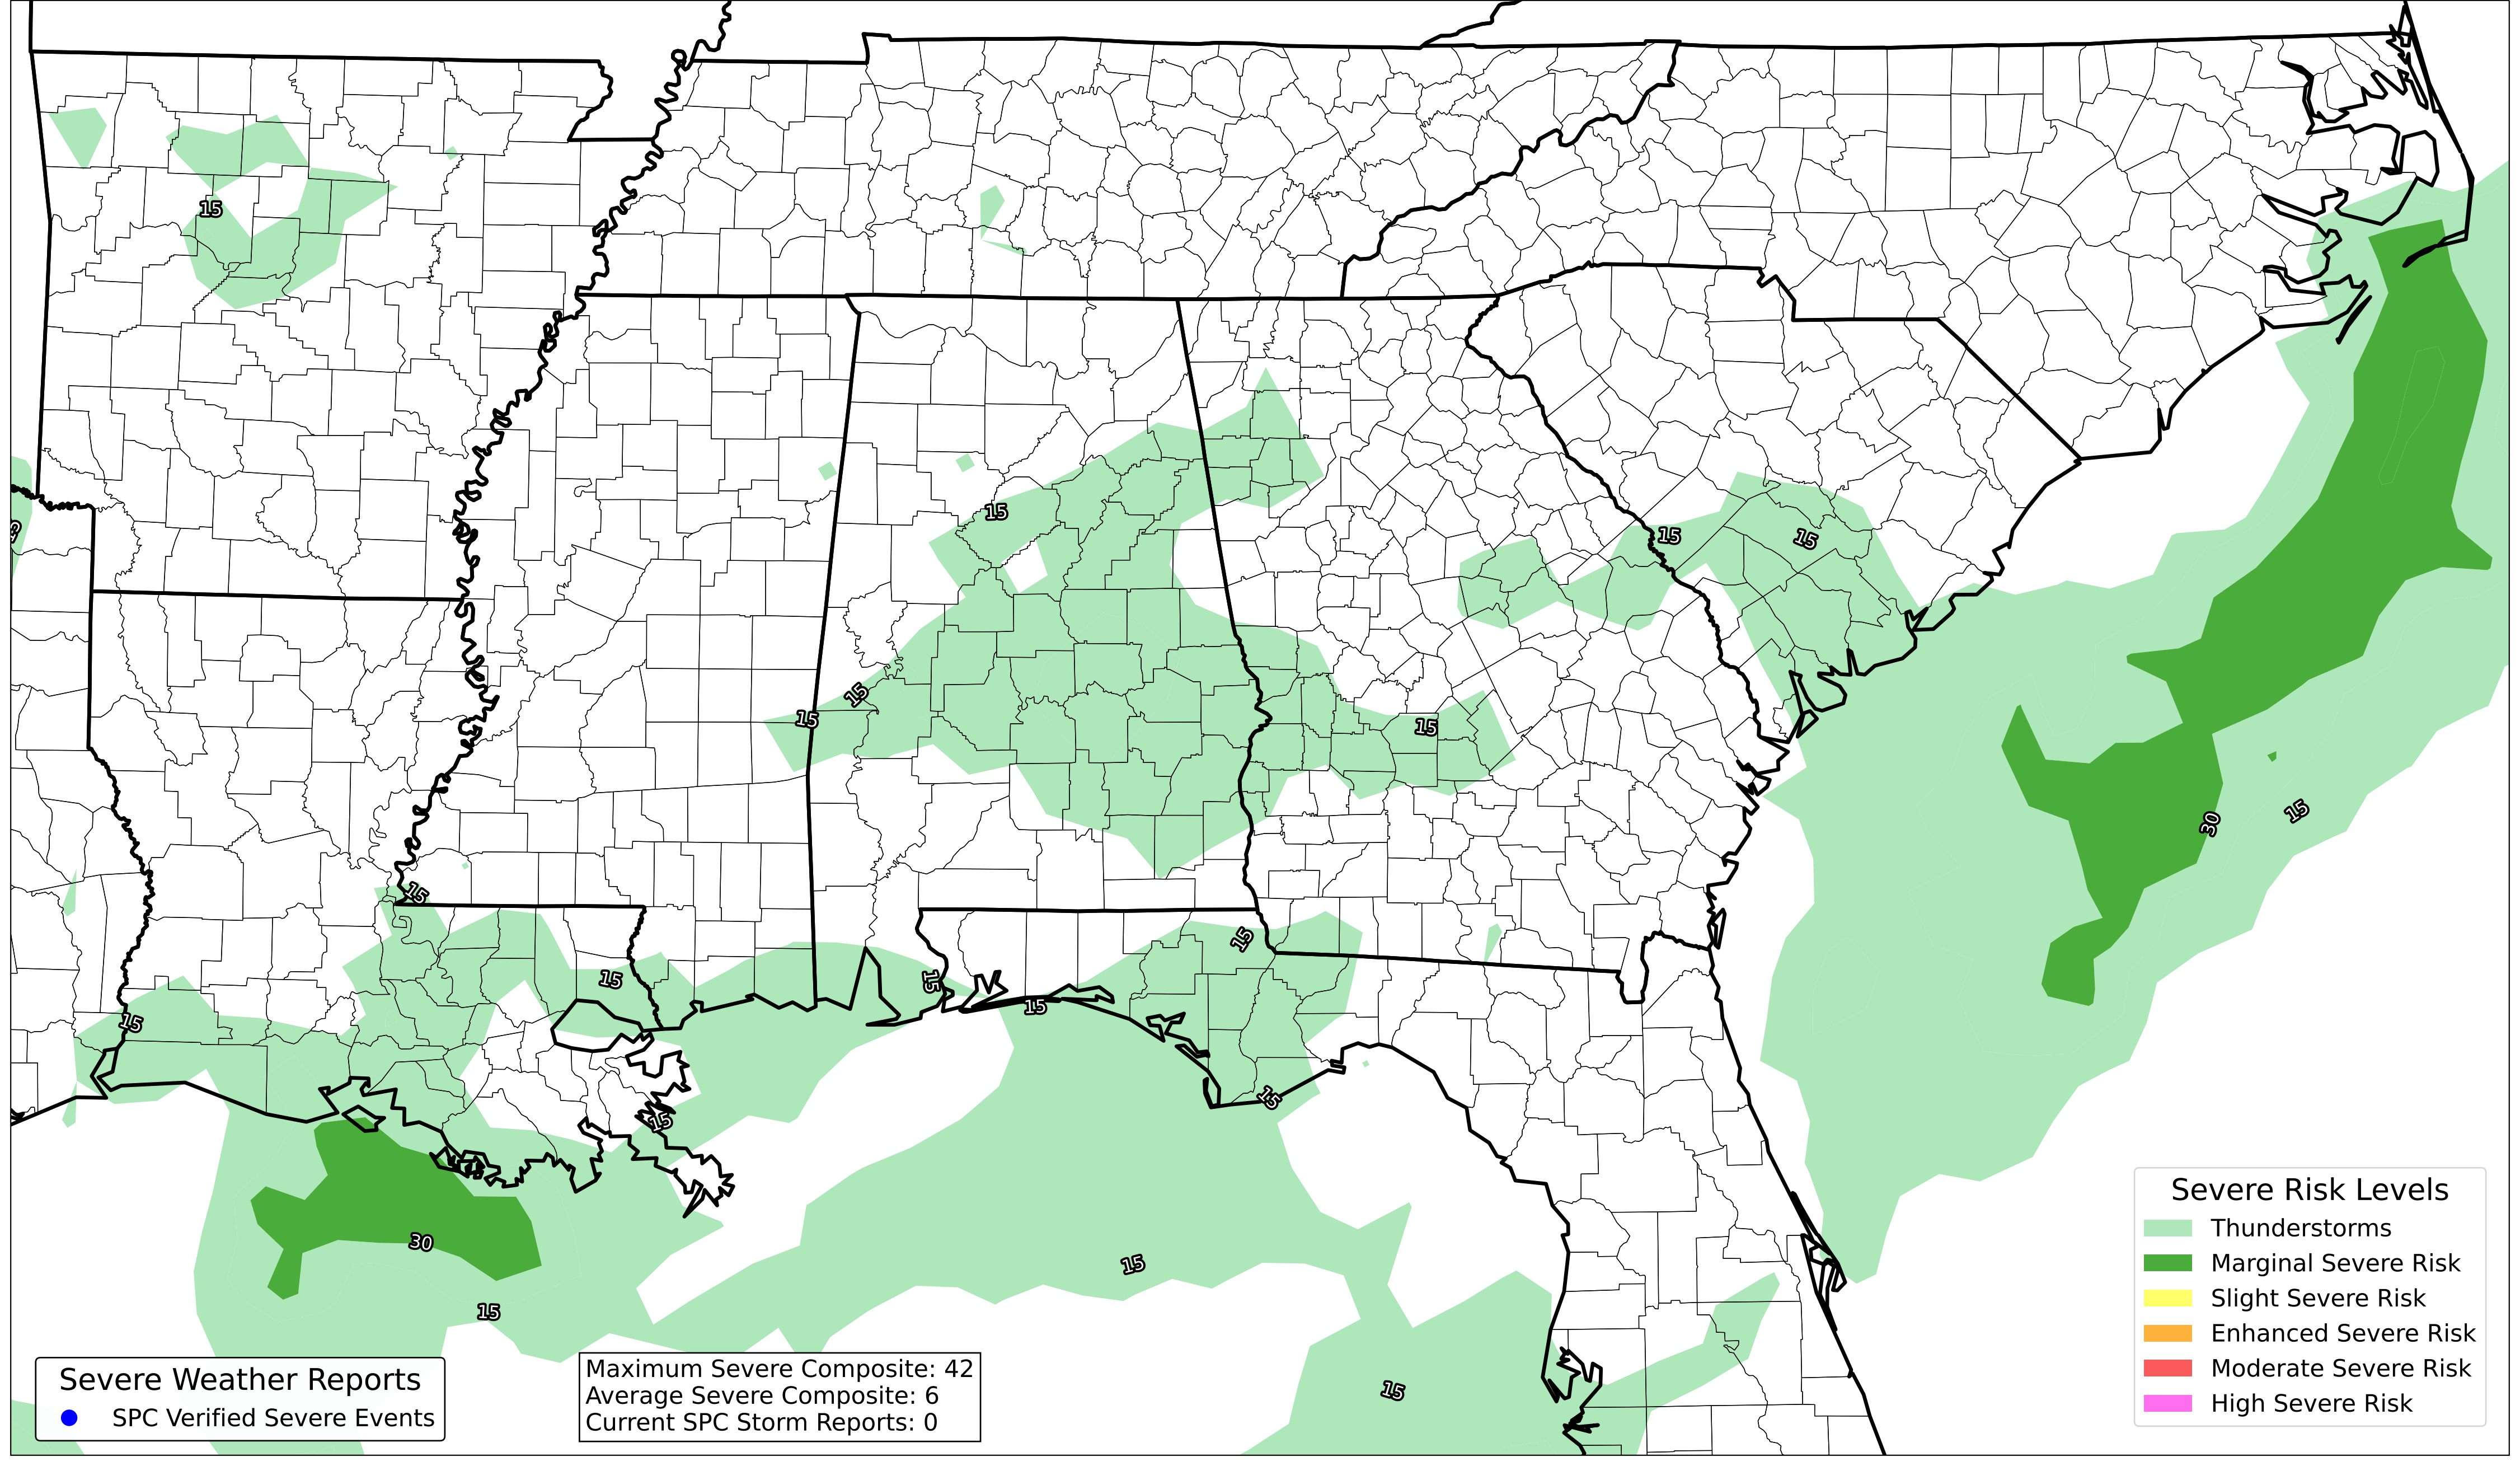 15
15
15
15
15
15
15
15
30
15
15
15
15
15
15
15
15
15
30
15
15
15
Severe Risk Levels
Thunderstorms
Marginal Severe Risk
Slight Severe Risk
Enhanced Severe Risk
Moderate Severe Risk
High Severe Risk
Severe Weather Reports
SPC Verified Severe Events
Maximum Severe Composite: 42
Average Severe Composite: 6
Current SPC Storm Reports: 0